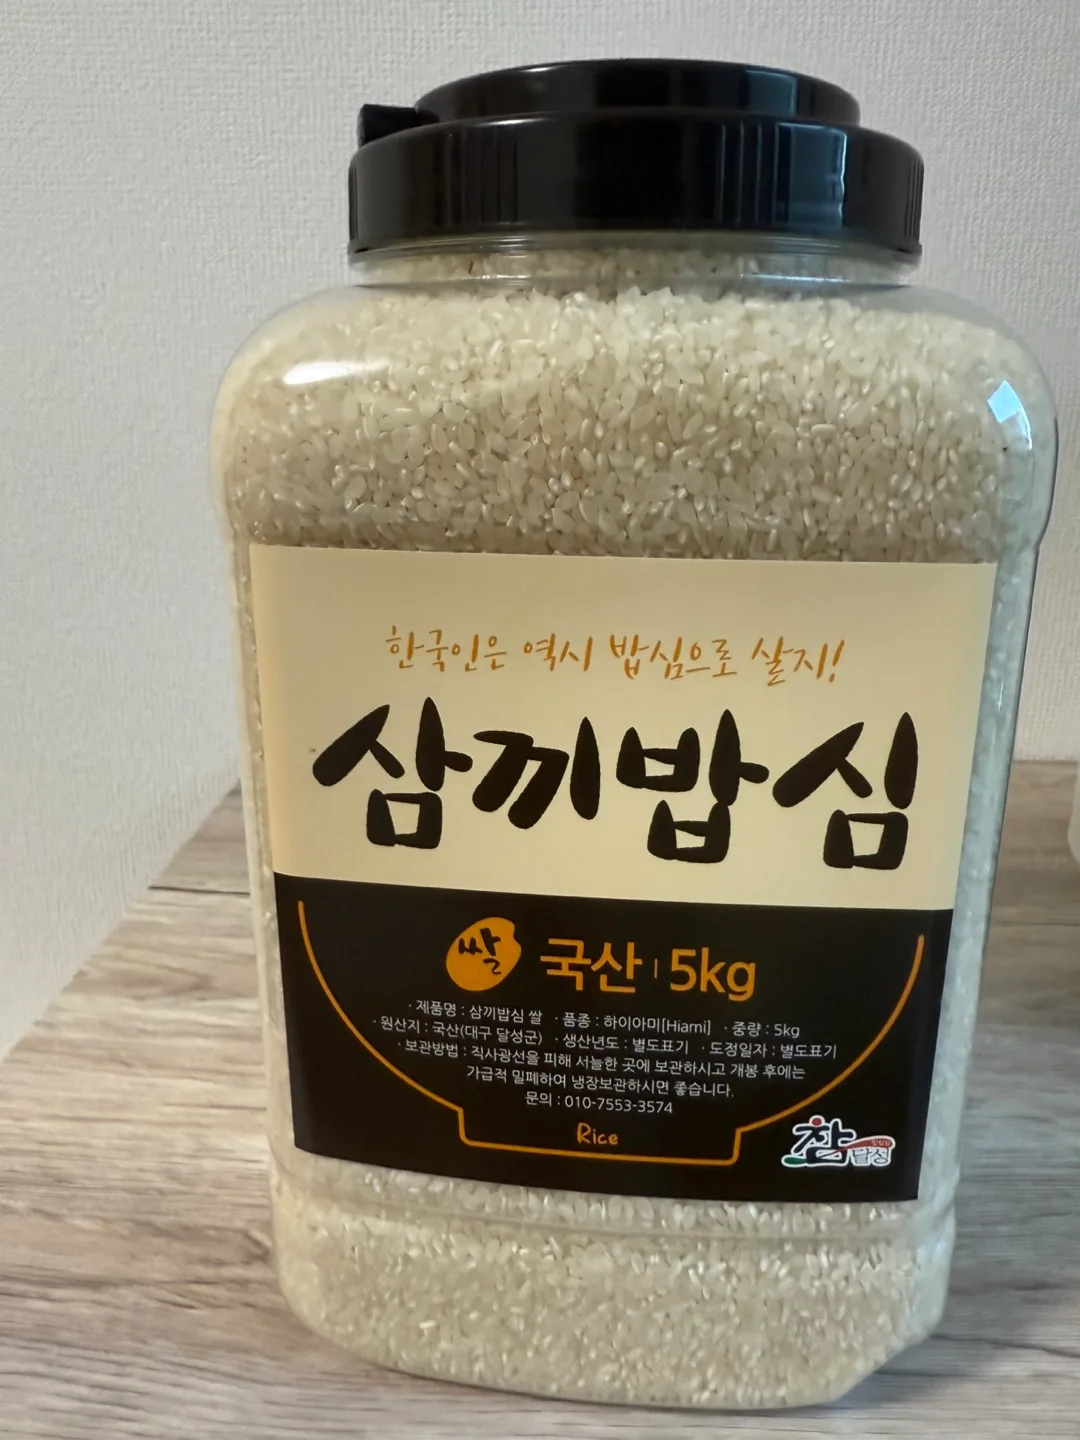 한국인은 역시 밥심으로 살지!
삼끼밥심
쌀 국산 | 5kg
· 제품명 : 삼끼밥심 쌀 · 품종 : 하이아미[Hiami] · 중량 : 5kg
· 원산지 : 국산(대구 달성군) · 생산년도 : 별도표기 · 도정일자 : 별도표기
· 보관방법 : 직사광선을 피해 서늘한 곳에 보관하시고 개봉 후에는
가급적 밀폐하여 냉장보관하시면 좋습니다.
문의 : 010-7553-3574
Rice
참
달성